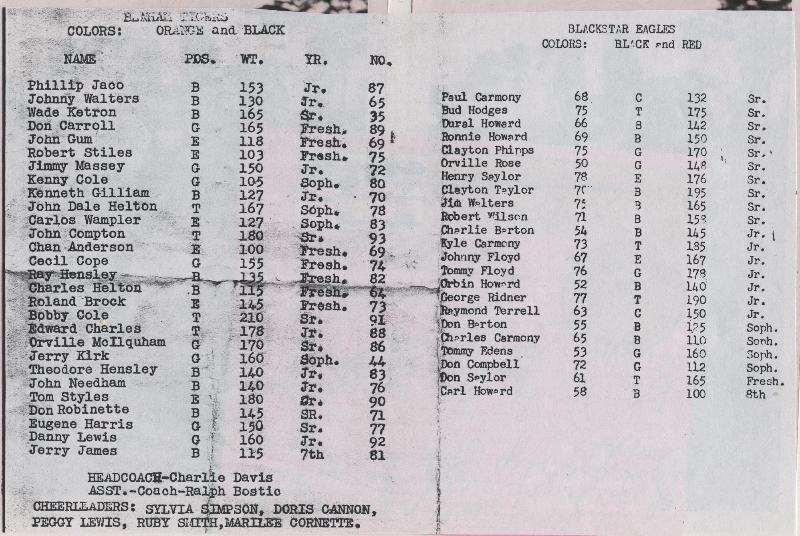 COLORS: ORANGE and BLACK
NAME POS. WT. YR. NO.
Phillip Jaco B 153 Jr. 87
Johnny Walters B 130 Jr. 65
Wade Ketron B 165 Sr. 35
Don Carroll G 165 Fresh. 89
John Gum E 118 Fresh. 69
Robert Stiles E 103 Fresh. 75
Jimmy Massey G 150 Jr. 72
Kenny Cole G 105 Soph. 80
Kenneth Gilliam B 127 Jr. 70
John Dale Helton T 167 Soph. 78
Carlos Wampler E 127 Soph. 83
John Compton T 180 Sr. 93
Chan Anderson E 100 Fresh. 69
Cecil Cope G 155 Fresh. 74
Ray Hensley B 135 Fresh. 82
Charles Helton B 115 Fresh. 64
Roland Brock E 145 Fresh. 73
Bobby Cole T 210 Sr. 91
Edward Charles T 178 Jr. 88
Orville McIlquham G 170 Sr. 86
Jerry Kirk G 160 Soph. 44
Theodore Hensley B 140 Jr. 83
John Needham B 140 Jr. 76
Tom Styles E 180 Sr. 90
Don Robinette B 145 SR. 71
Eugene Harris G 150 Sr. 77
Danny Lewis G 160 Jr. 92
Jerry James B 115 7th 81
HEADCOACH-Charlie Davis
ASST.-Coach-Ralph Bostic
CHEERLLADERS: SYLVIA SIMPSON, DORIS CANNON,
PEGGY LEWIS, RUBY SMITH,MARILEE CORNETTE.
BLACKSTAR EAGLES
COLORS: BLACK and RED
Paul Carmony 68 C 132 Sr.
Bud Hodges 75 T 175 Sr.
Dural Howard 66 B 142 Sr.
Ronnie Howard 69 B 150 Sr.
Clayton Phipps 75 G 170 Sr.
Orville Rose 50 G 148 Sr.
Henry Saylor 78 E 176 Sr.
Clayton Taylor B 195 Sr.
Jim Walters B 165 Sr.
Robert Wilson 71 B Sr.
Charlie Barton 54 B 145 Jr.
Kyle Carmony 73 T 185 Jr.
Johnny Floyd 67 E 167 Jr.
Tommy Floyd 76 G 178 Jr.
Orbin Howard 52 B 140 Jr.
George Ridner 77 T 190 Jr.
Raymond Terrell 63 C 150 Jr.
Don Barton 55 B Soph.
Charles Carmony 65 B 110 Soph.
Tommy Edens 53 G 160 Soph.
Don Campbell 72 G 112 Soph.
Don Saylor 61 T 165 Fresh.
Carl Howard 58 B 100 8th